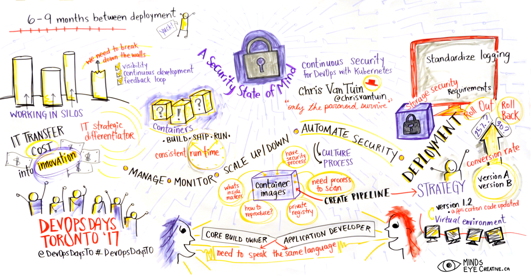 6-9 months between deployment
we need to break
down the walls
visibility
continuous development
feedback loop
WORKING IN SILOS
A Security State of Mind
continuous security
for DevOps with Kubernetes
Chris Van Tuin
@chrisvantuin
"only the paranoid survive"
Standardize logging
security
requirements
IT TRANSFER
COST
into
innovation
IT strategic
differentiator
containers
•BUILD•SHIP•RUN•
consistent run time
MANAGE • MONITOR • SCALE UP/DOWN • AUTOMATE SECURITY • DEPLOYMENT
CULTURE
PROCESS
have
security
process
need process
to scan
what's
inside
matters
container
images
how to
reproduce?
private
registry
CREATE PIPELINE
STRATEGY
Roll Out
Roll
Back
conversion rate
version A
version B
version 1.2
a/b certain code updated
Virtual environment
DEVOPSDAYS
TORONTO '17
@DevOpsDaysTO #DevOpsDaysTO
CORE BUILD OWNER
APPLICATION DEVELOPER
need to speak the same language
MINDS
EYE CREATIVE.CA